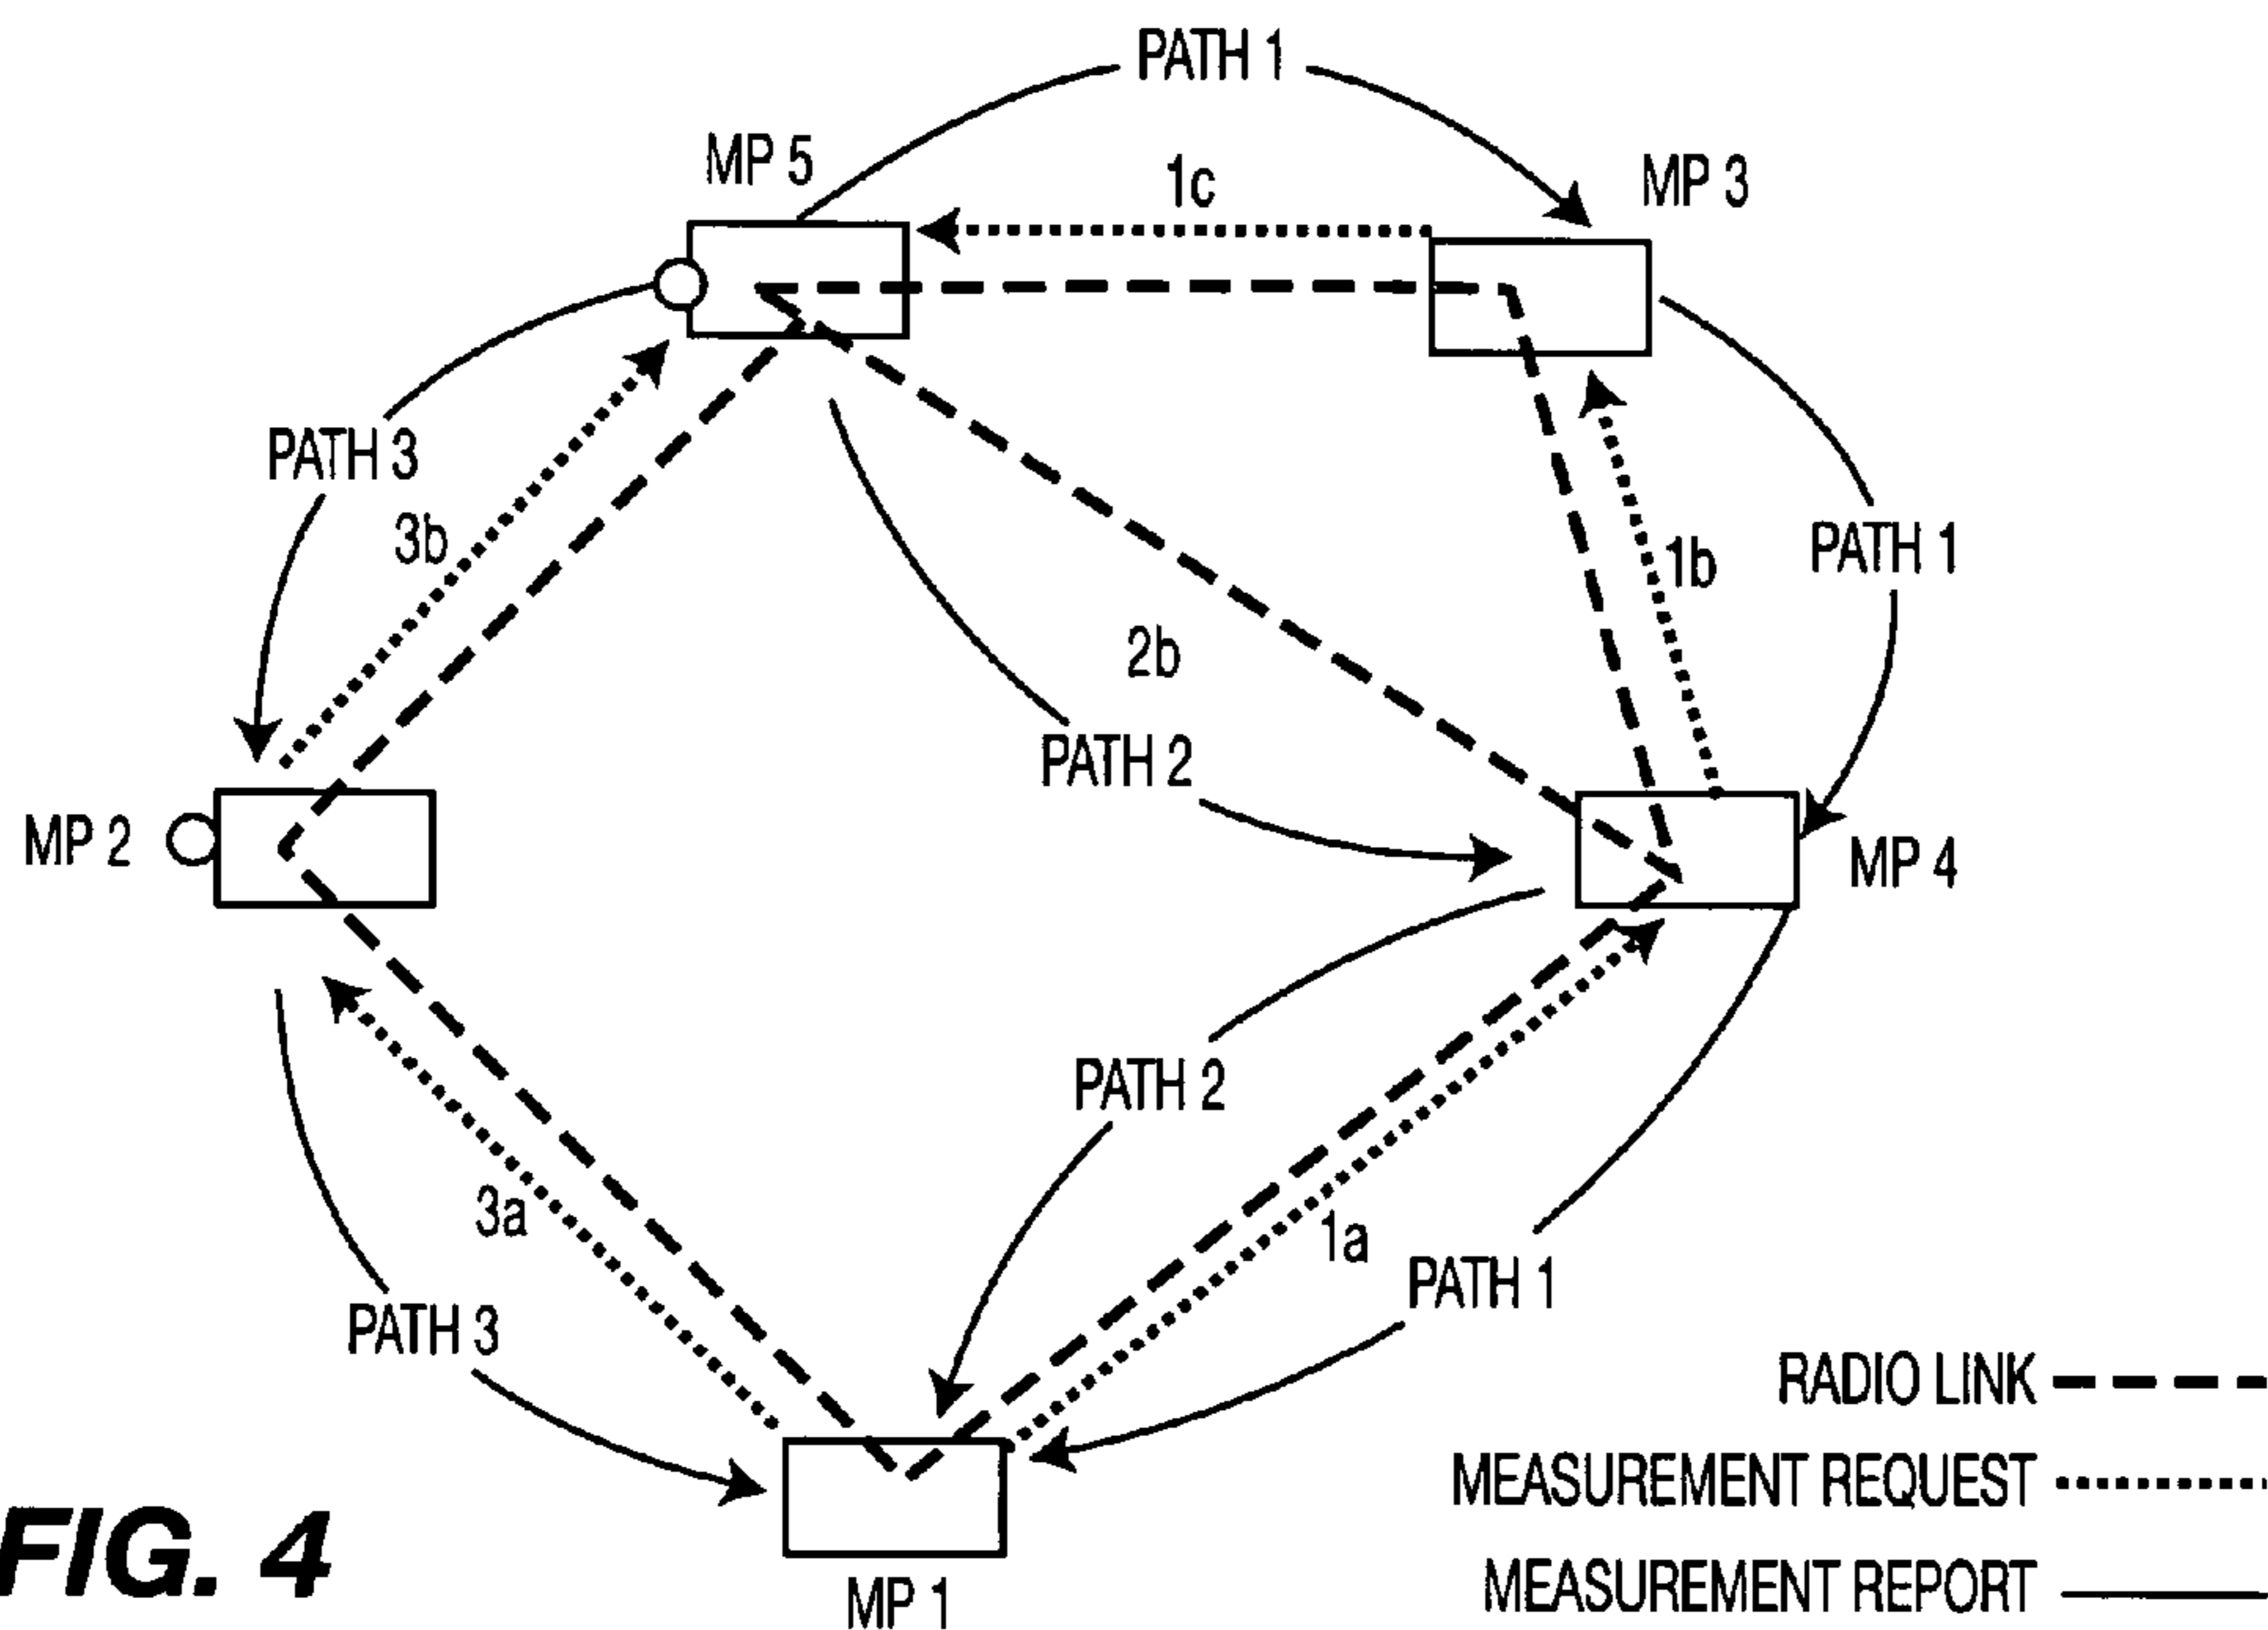 PATH 1
MP 5
1c
MP 3
PATH 3
3b
PATH 1
1b
2b
PATH 2
MP 2
MP 4
PATH 2
3a
1a
PATH 1
PATH 3
RADIO LINK
MEASUREMENT REQUEST
MEASUREMENT REPORT
FIG. 4
MP 1